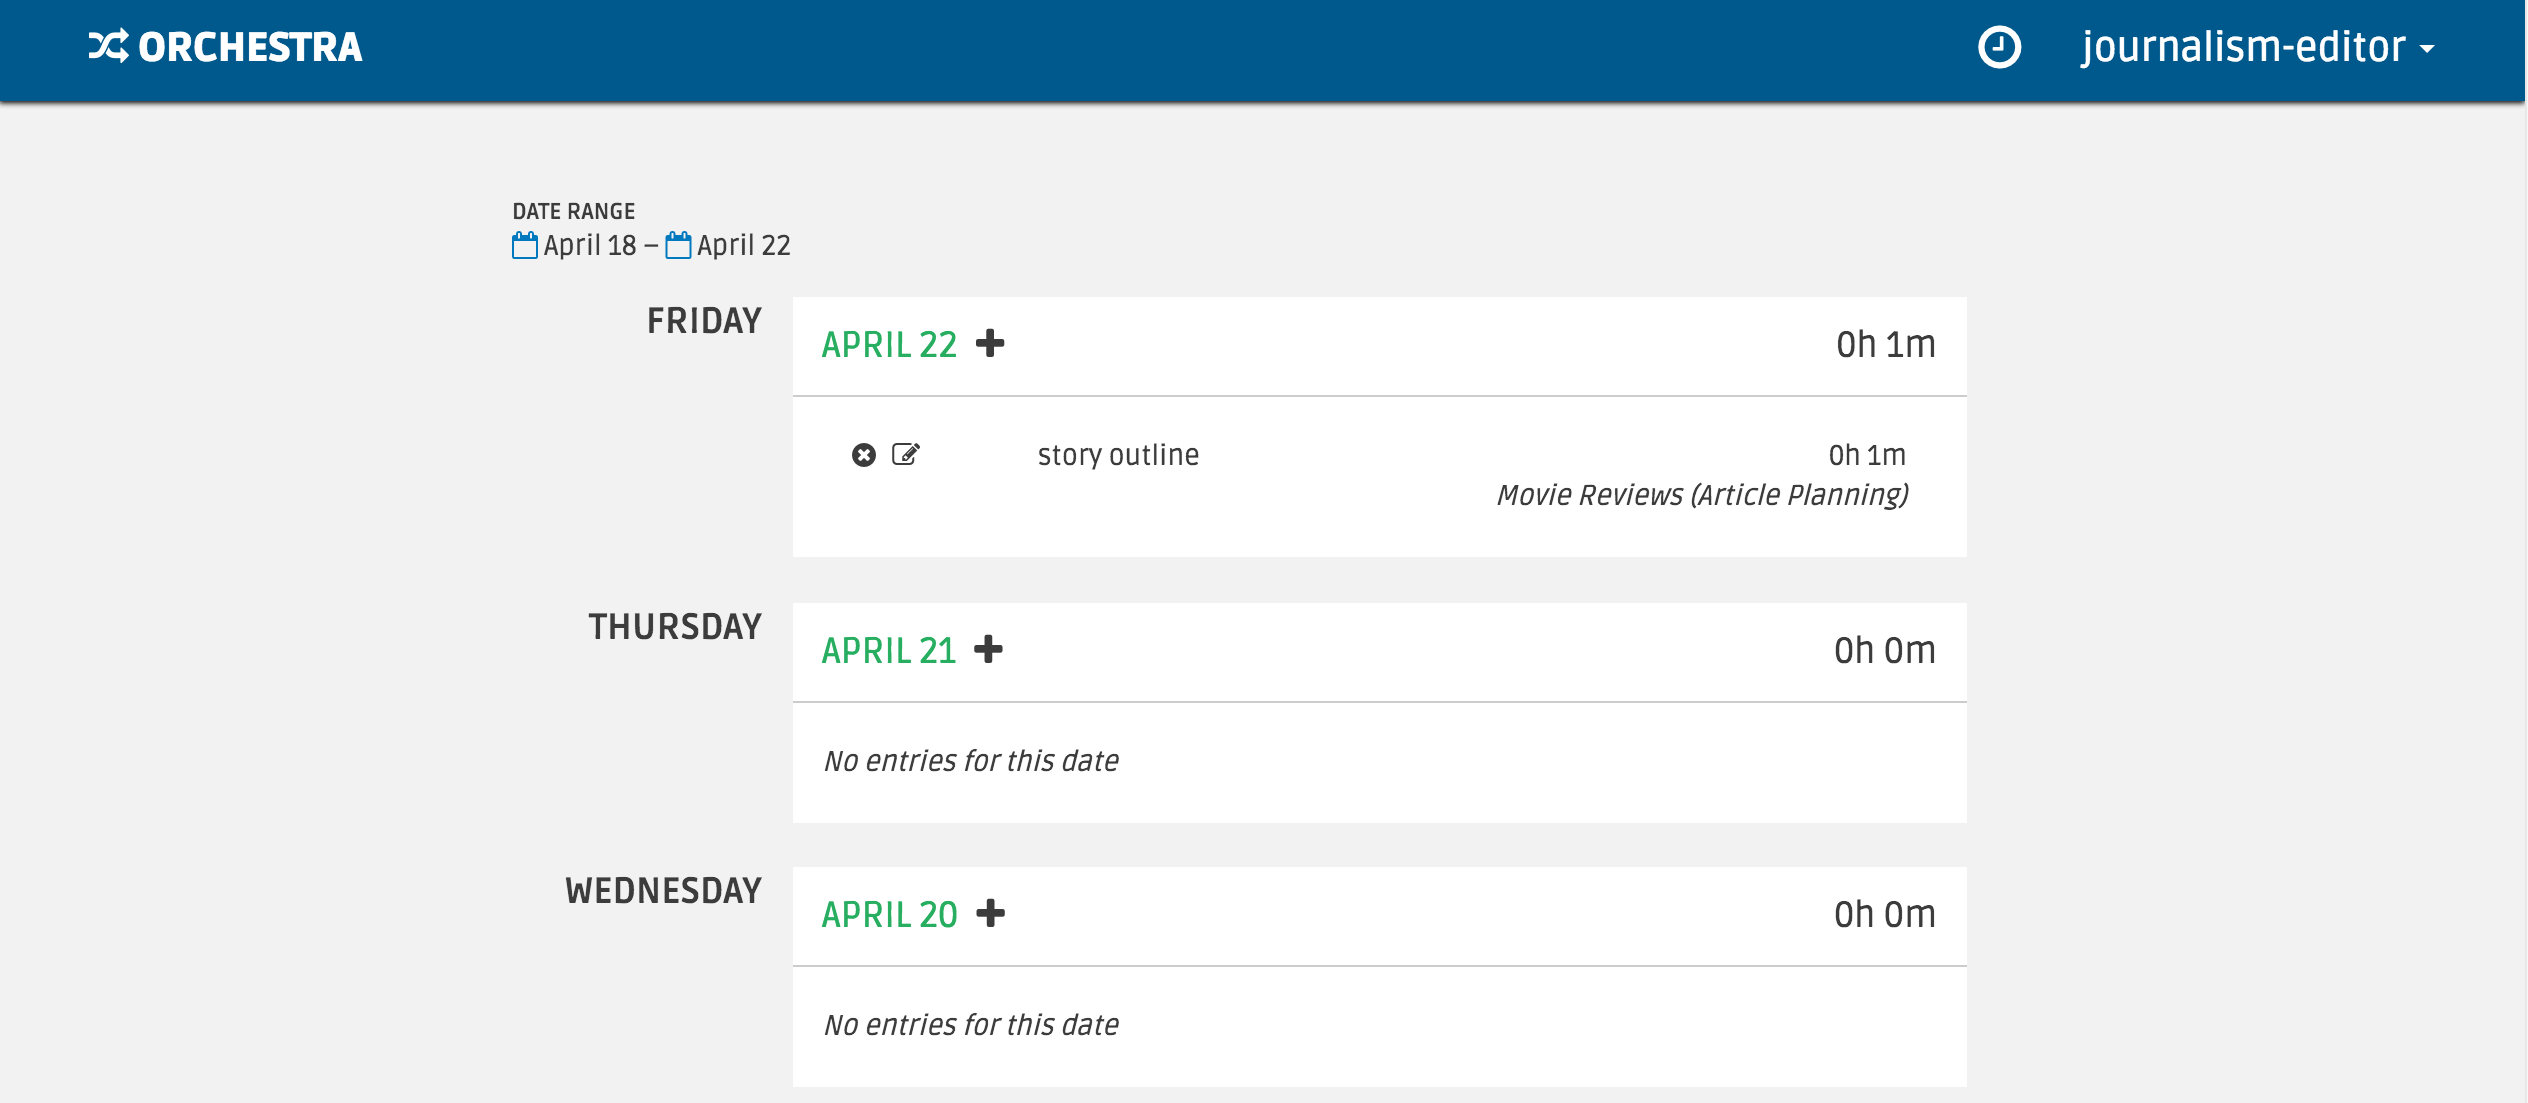 ORCHESTRA
journalism-editor
DATE RANGE
April 18 – April 22
FRIDAY
APRIL 22
0h 1m
story outline
0h 1m
Movie Reviews (Article Planning)
THURSDAY
APRIL 21
0h 0m
No entries for this date
WEDNESDAY
APRIL 20
0h 0m
No entries for this date